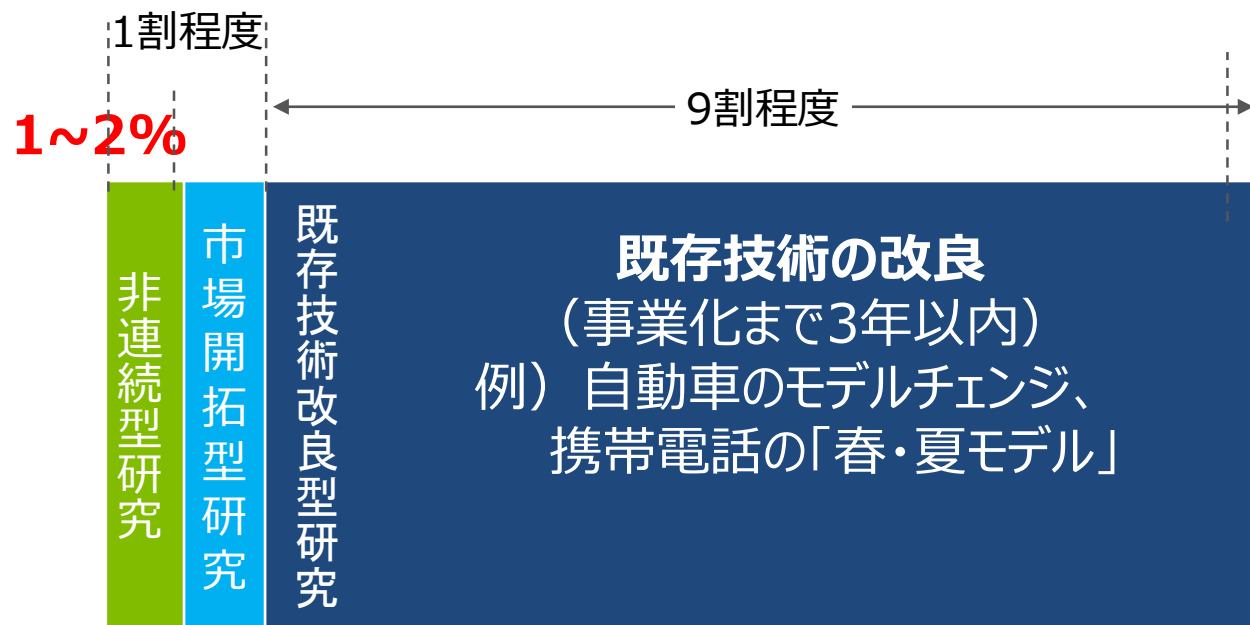 1割程度
9割程度
1~2%
非連続型研究
市場開拓型研究
既存技術改良型研究
既存技術の改良
（事業化まで3年以内）
例）自動車のモデルチェンジ、
携帯電話の「春・夏モデル」